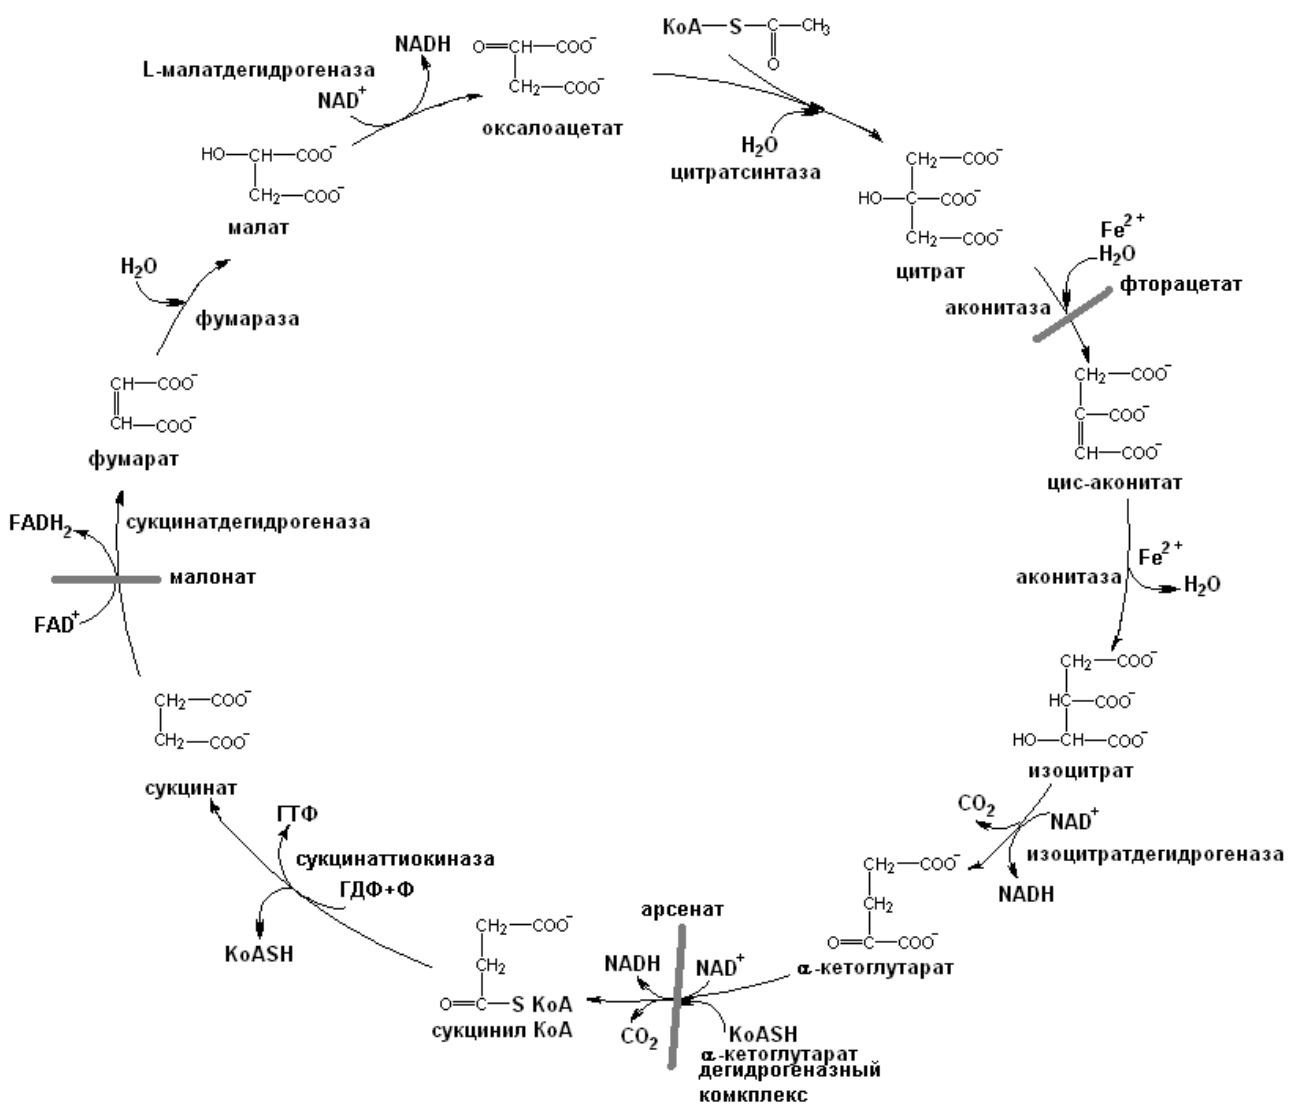 KoA—S—C—CH₃
O
NADH
O=CH—COO⁻
CH₂—COO⁻
оксалоацетат
L-малатдегидрогеназа
NAD⁺
H₂O
цитратсинтаза
HO—CH—COO⁻
CH₂—COO⁻
малат
CH₂—COO⁻
HO—C—COO⁻
CH₂—COO⁻
цитрат
Fe²⁺
H₂O
фторацетат
аконитаза
H₂O
фумараза
CH₂—COO⁻
C—COO⁻
CH—COO⁻
цис-аконитат
CH—COO⁻
CH—COO⁻
фумарат
FADH₂
сукцинатдегидрогеназа
малонат
FAD⁺
Fe²⁺
аконитаза
H₂O
CH₂—COO⁻
HC—COO⁻
HO—CH—COO⁻
изоцитрат
CH₂—COO⁻
CH₂—COO⁻
сукцинат
CO₂
NAD⁺
изоцитратдегидрогеназа
NADH
ГТФ
сукцинаттиокиназа
ГДФ+Ф
KoASH
CH₂—COO⁻
CH₂
O=C—COO⁻
α-кетоглутарат
арсенат
NADH
NAD⁺
CO₂
KoASH
α-кетоглутарат
дегидрогеназный
комкплекс
CH₂—COO⁻
CH₂
O=C—S KoA
сукцинил КоА